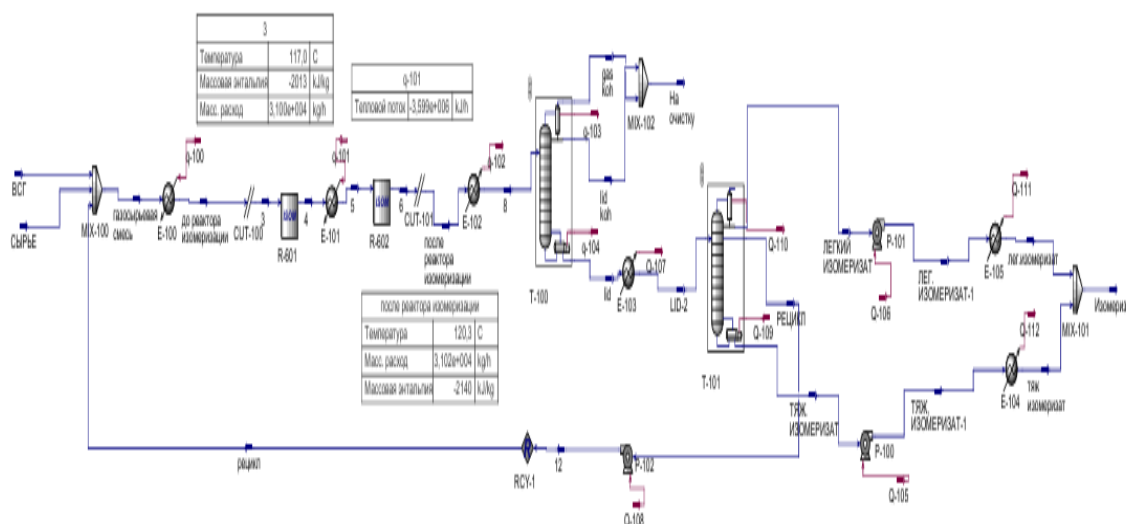 3
Температура 117,0 C
Массовая энтальпия -2013 kJ/kg
Масс. расход 3,100e+004 kg/h
q-101
Тепловой поток -3,599e+006 kJ/h
gas
koh
На
очистку
MIX-102
q-103
q-100
q-101
q-102
ВСГ
СЫРЬЕ
MIX-100
газосырьевая
смесь
E-100
до реактора
изомеризации
CUT-100
3
R-601
4
E-101
5
R-602
6
CUT-101
после
реактора
изомеризации
E-102
8
lid
koh
q-104
T-100
lid
E-103
Q-107
LID-2
Q-110
Q-109
T-101
РЕЦИКЛ
ЛЕГКИЙ
ИЗОМЕРИЗАТ
P-101
Q-106
ЛЕГ.
ИЗОМЕРИЗАТ-1
Q-111
E-105
лег изомеризат
MIX-101
Изомериз
Q-112
E-104
тяж
изомеризат
после реактора изомеризации
Температура 120,3 C
Масс. расход 3,102e+004 kg/h
Массовая энтальпия -2140 kJ/kg
ТЯЖ.
ИЗОМЕРИЗАТ
P-100
Q-105
ТЯЖ.
ИЗОМЕРИЗАТ-1
рецикл
RCY-1
R
12
P-102
Q-108